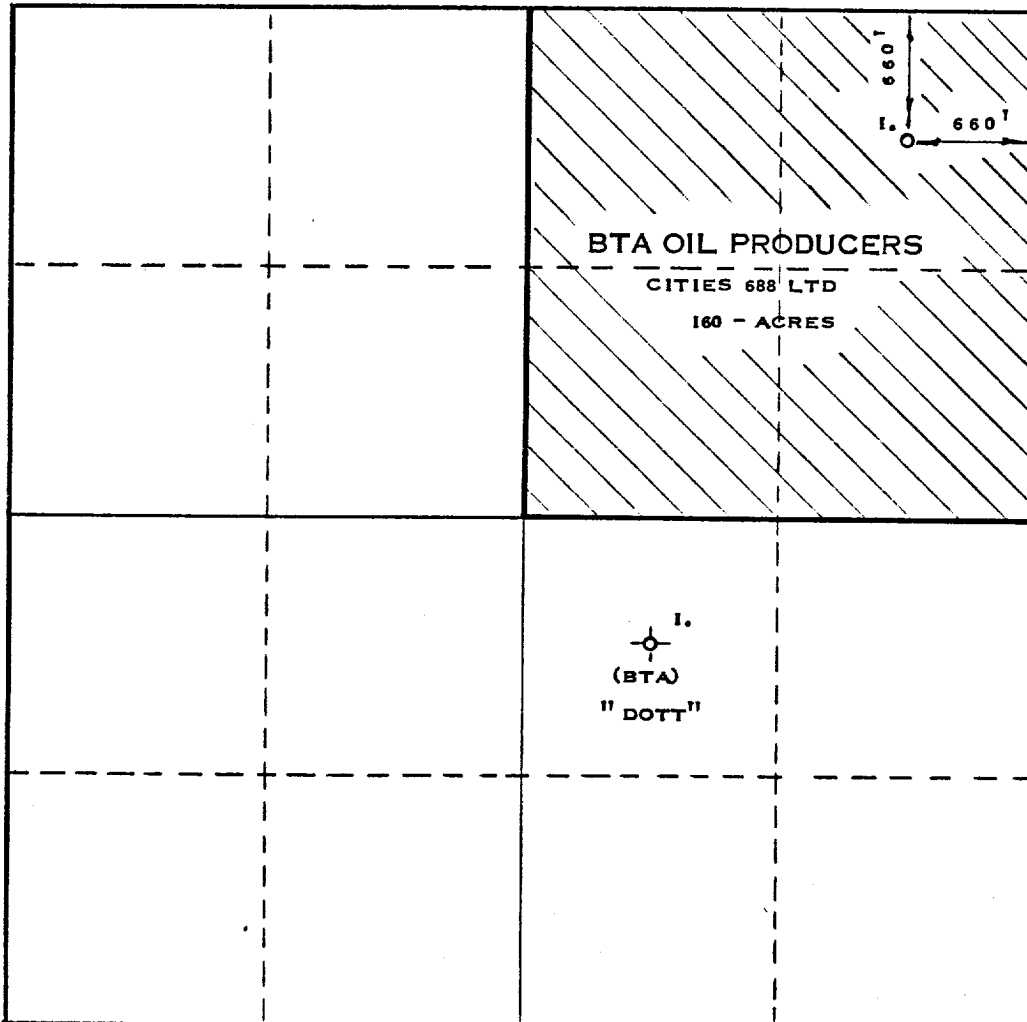 660'
I. 660'
BTA OIL PRODUCERS
CITIES 688 LTD
160 - ACRES
I.
(BTA)
"DOTT"